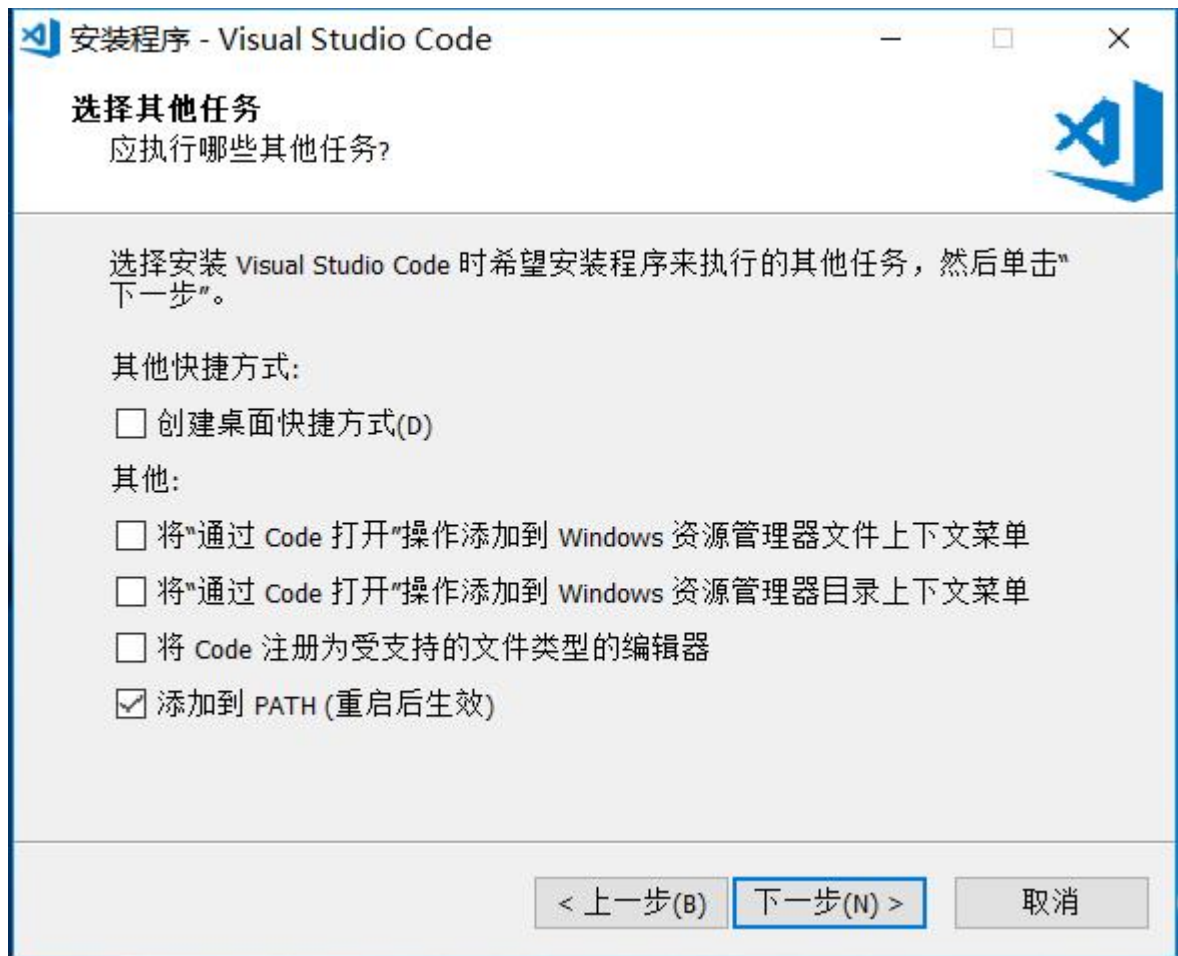 安装程序 - Visual Studio Code
选择其他任务
应执行哪些其他任务?
选择安装 Visual Studio Code 时希望安装程序来执行的其他任务，然后单击“
下一步”。
其他快捷方式:
创建桌面快捷方式(D)
其他:
将“通过 Code 打开”操作添加到 Windows 资源管理器文件上下文菜单
将“通过 Code 打开”操作添加到 Windows 资源管理器目录上下文菜单
将 Code 注册为受支持的文件类型的编辑器
添加到 PATH (重启后生效)
< 上一步(B) 下一步(N) > 取消